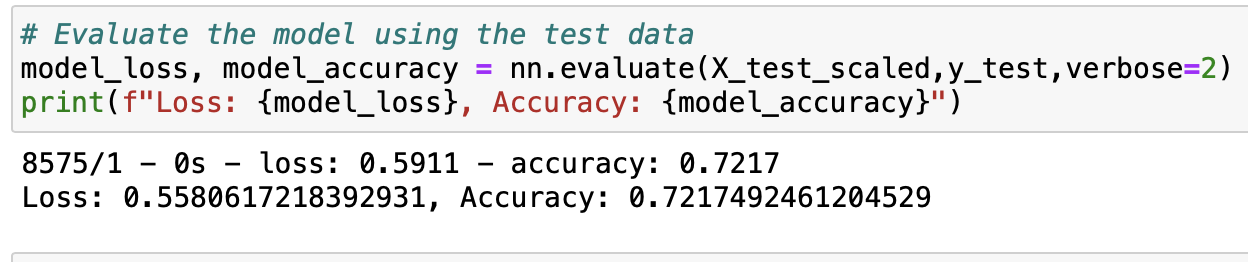 # Evaluate the model using the test data
model_loss, model_accuracy = nn.evaluate(X_test_scaled,y_test,verbose=2)
print(f"Loss: {model_loss}, Accuracy: {model_accuracy}")
8575/1 - 0s - loss: 0.5911 - accuracy: 0.7217
Loss: 0.5580617218392931, Accuracy: 0.7217492461204529